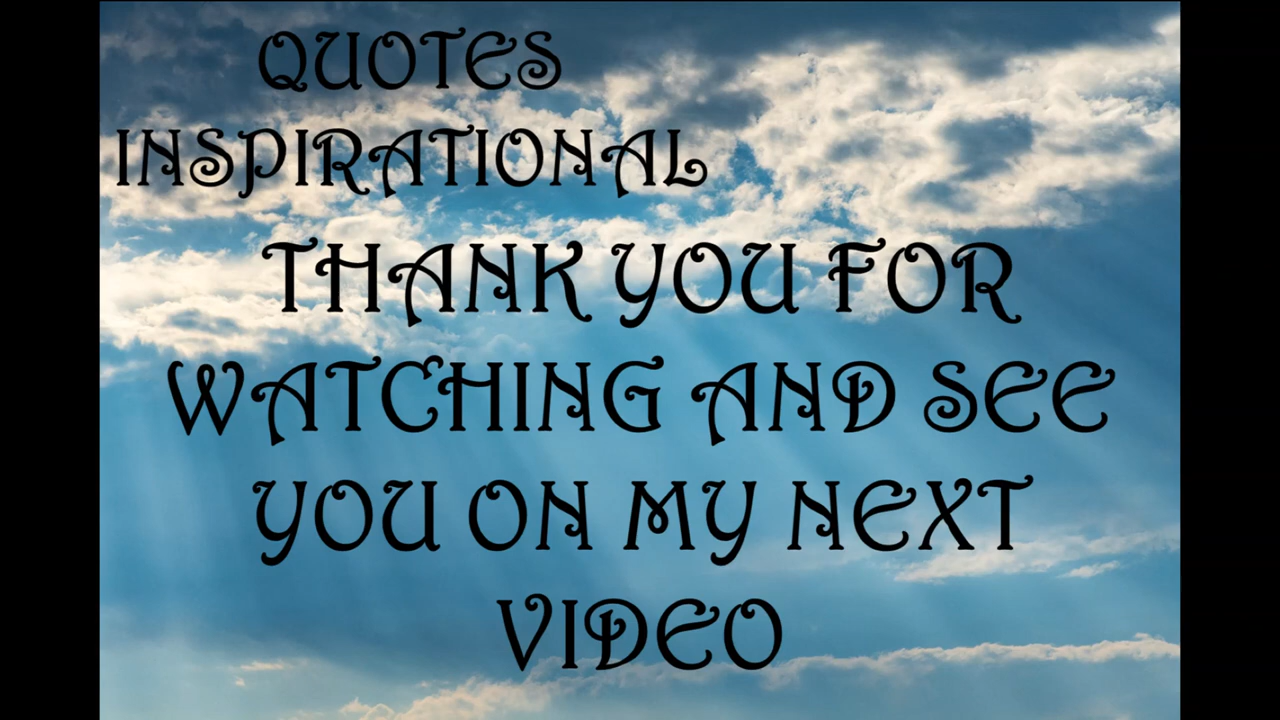 QUOTES
INSPIRATIONAL
THANK YOU FOR
WATCHING AND SEE
YOU ON MY NEXT
VIDEO